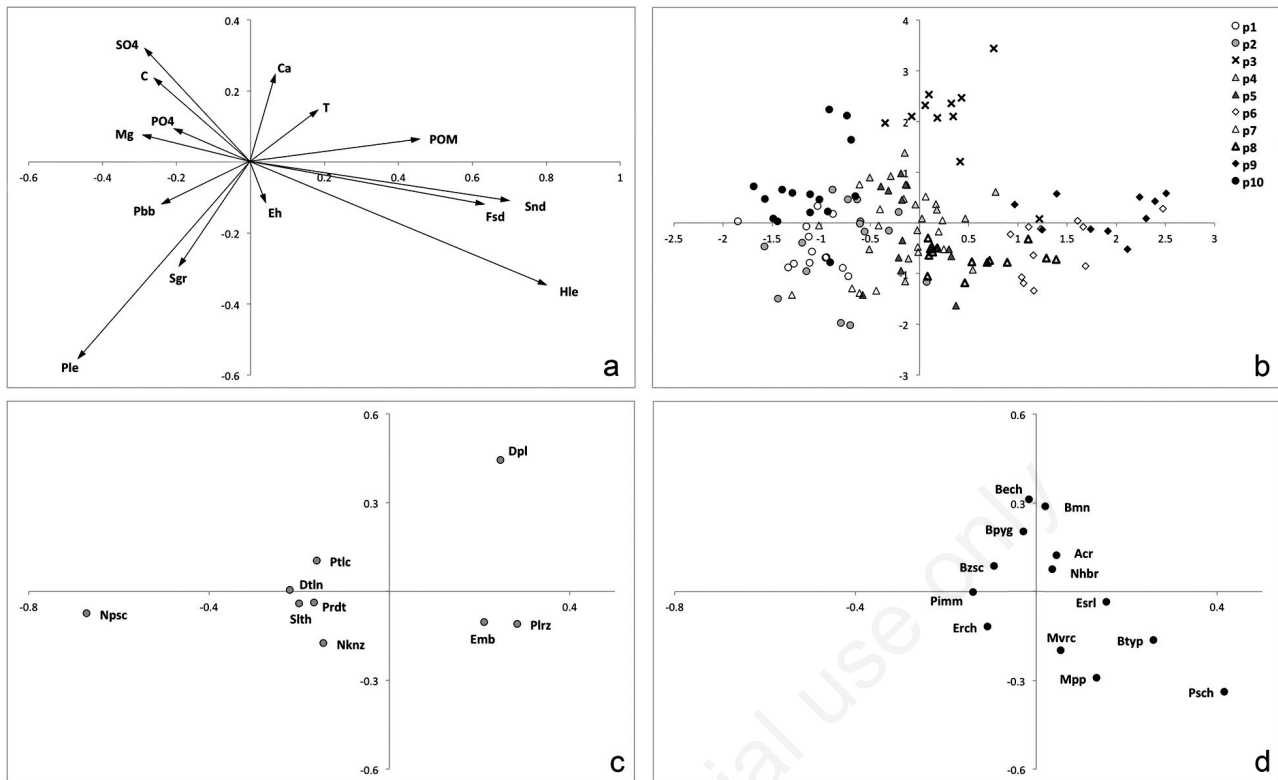 0.4
SO4
Ca
C
0.2
T
PO4
Mg
POM
-0.6 -0.4 -0.2 0.2 0.4 0.6 0.8 1
Pbb
Eh
Snd
Fsd
-0.2
Sgr
Hle
-0.4
Ple
-0.6
a
4
p1
p2
p3
p4
p5
p6
p7
p8
p9
p10
3
2
1
-2.5 -2 -1.5 -1 -0.5 0 0.5 1 1.5 2 2.5 3
-1
-2
-3
b
0.6
Dpl
0.3
Ptlc
Dtln
Prdt
-0.8 -0.4 0.4
Npsc
Slth
Emb
Plrz
Nknz
-0.3
-0.6
c
0.6
Bech
0.3
Bmn
Bpyg
Acr
Bzsc
Nhbr
-0.8 -0.4 0.4
Pimm
Esrl
Erch
Mvrc
Btyp
-0.3
Mpp
Psch
-0.6
d
ial use only